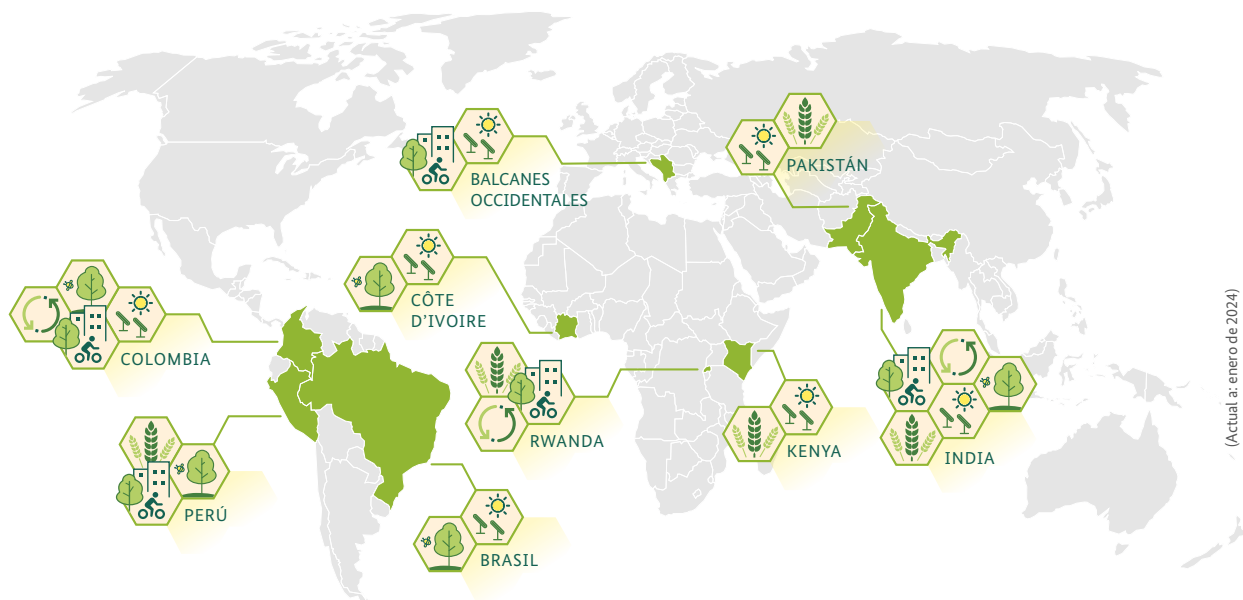 BALCANES
OCCIDENTALES
PAKISTÁN
CÔTE
D'IVOIRE
COLOMBIA
RWANDA
KENYA
INDIA
PERÚ
BRASIL
(Actual a: enero de 2024)